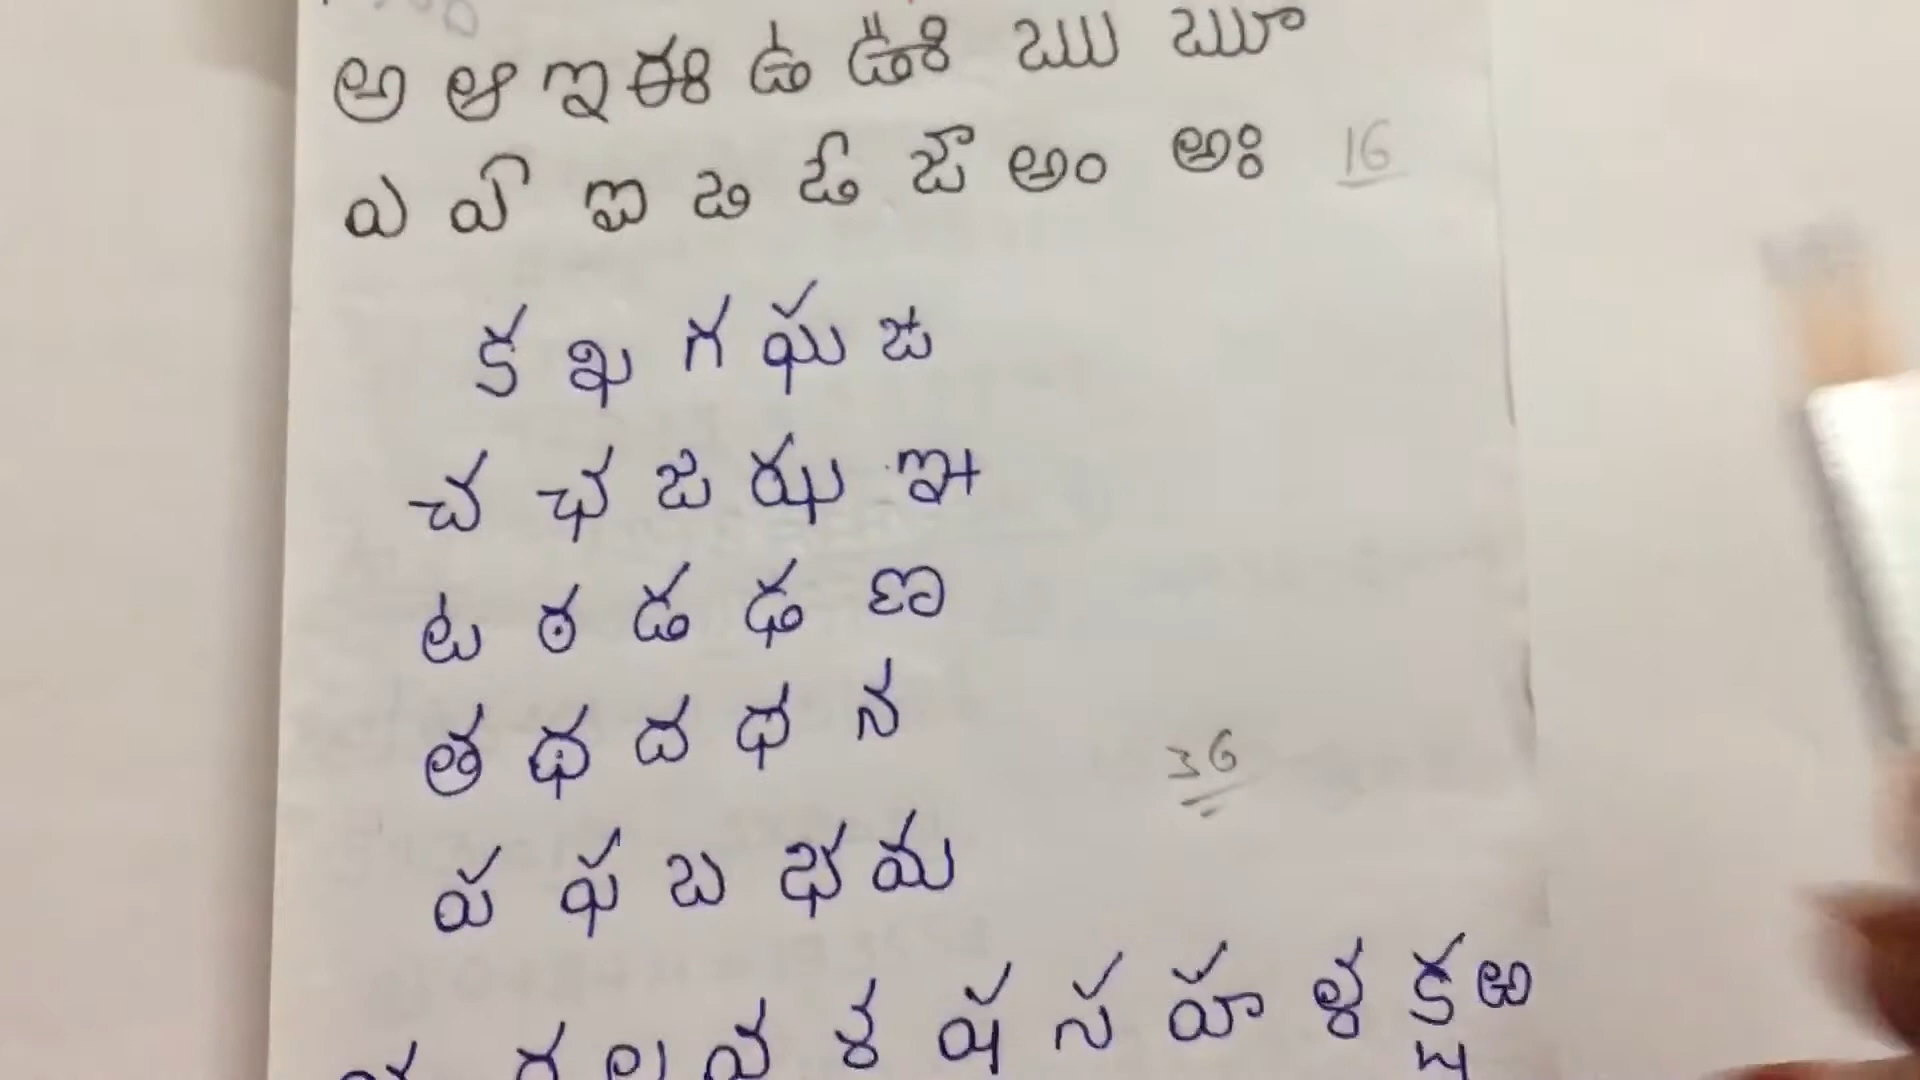 అ ఆ ఇ ఈ ఉ ఊ ఋ ౠ
ఎ ఏ ఐ ఒ ఓ ఔ అం అః 16
క ఖ గ ఘ ఙ
చ ఛ జ ఝ ఞ
ట ఠ డ ఢ ణ
త థ ద ధ న
36
ప ఫ బ భ మ
య ర ల వ శ ష స హ ళ క్ష ఱ